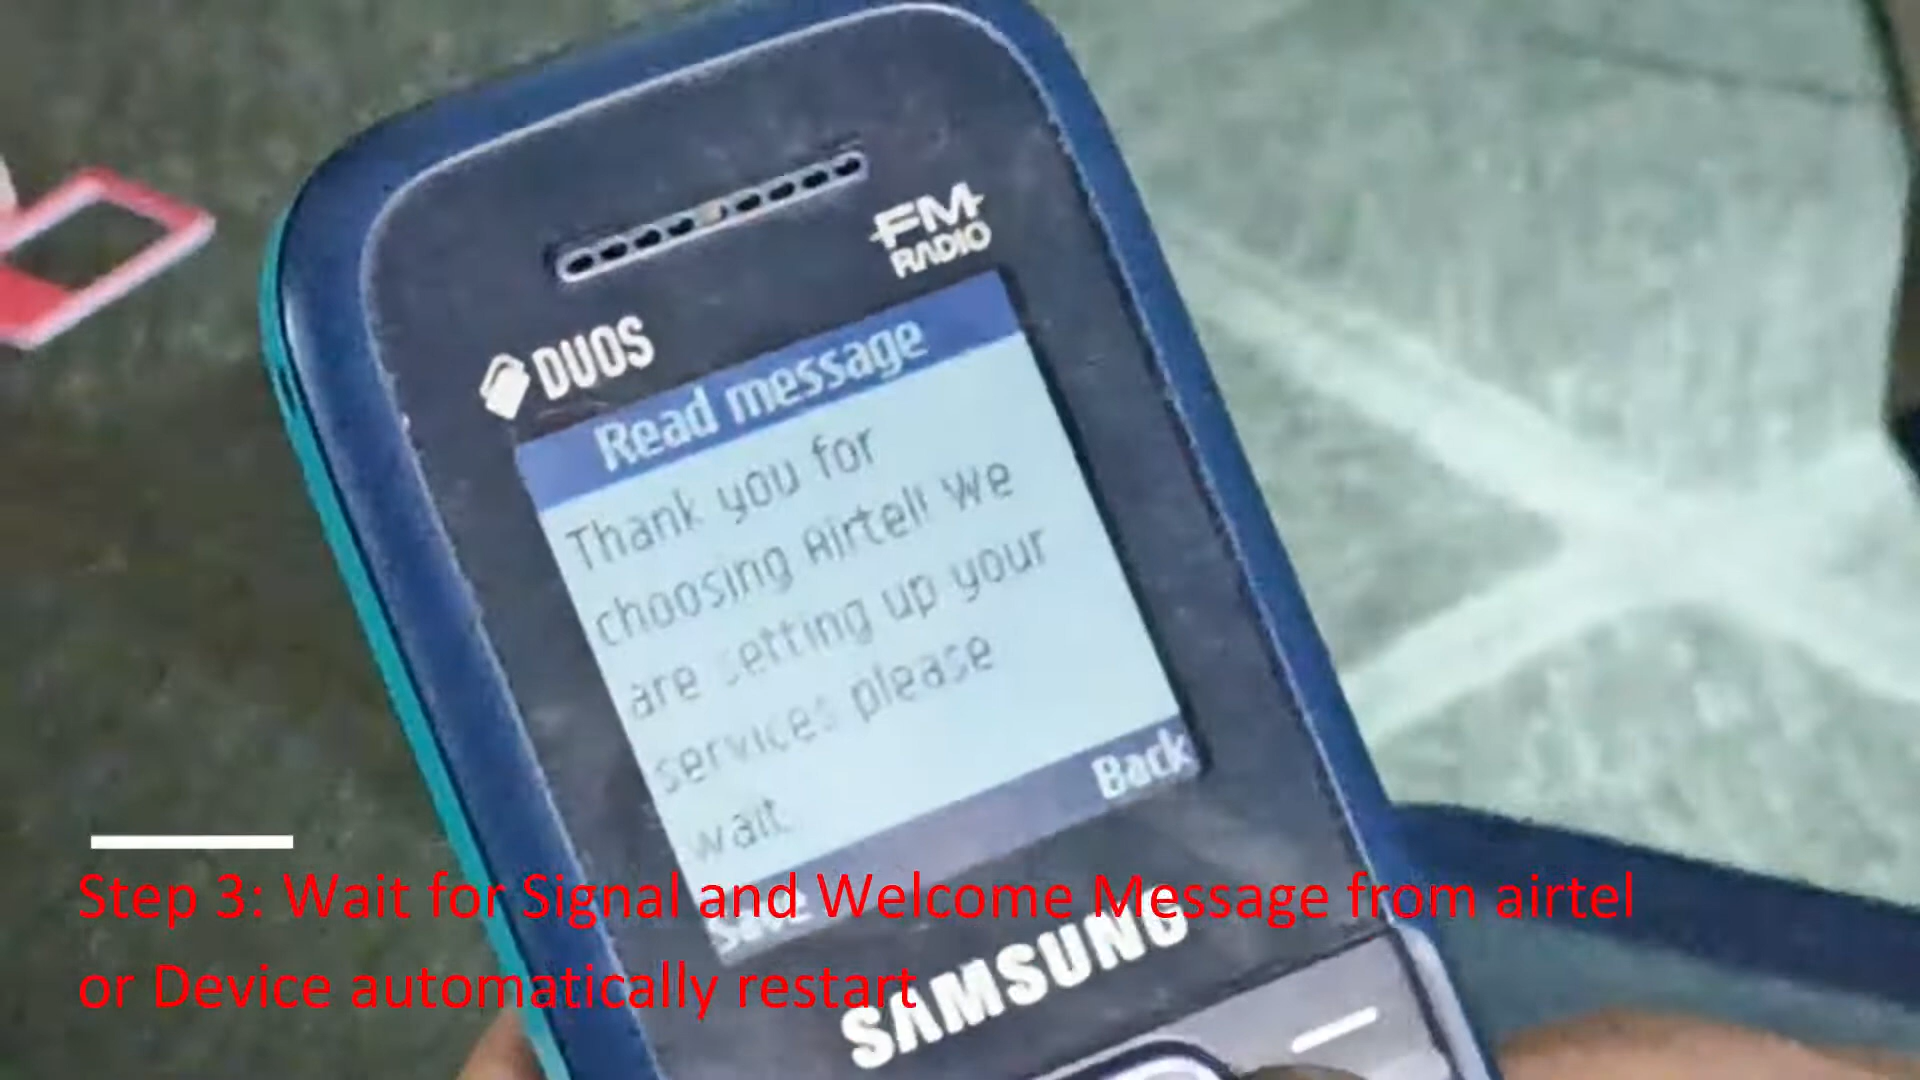 FM
RADIO
DUOS
Read message
Thank you for
choosing Airtel! We
are setting up your
services please
wait.
Back
Step 3: Wait for Signal and Welcome Message from airtel
or Device automatically restart
SAMSUNG